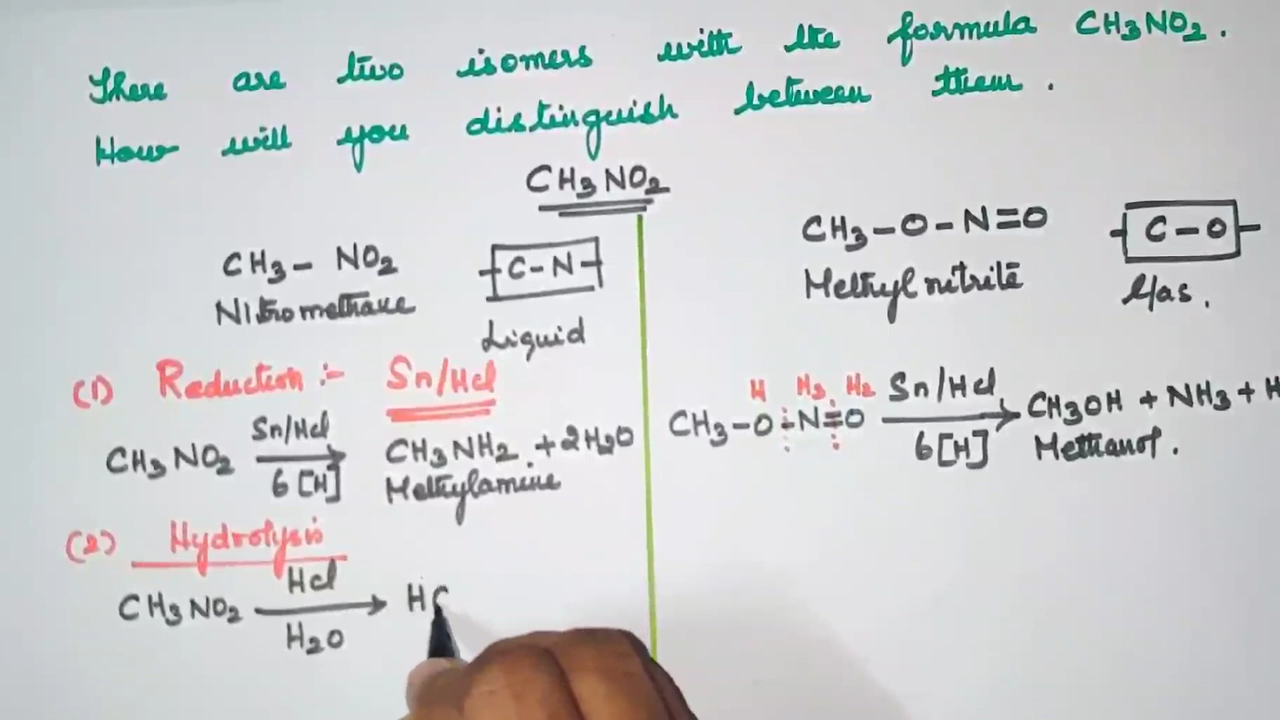 There are two isomers with the formula CH3NO2.
How will you distinguish between them.
CH3NO2
CH3 - NO2
C-N
Nitromethane
Liquid
CH3-O-N=O
C-O
Methyl nitrite
Gas.
(1) Reduction :- Sn/HCl
CH3NO2 Sn/HCl 6[H] → CH3NH2 + 2H2O
Methylamine
H H2 H2
CH3-O-N=O Sn/HCl 6[H] → CH3OH + NH3 + H
Methanol.
(2) Hydrolysis
CH3NO2 HCl H2O → HC